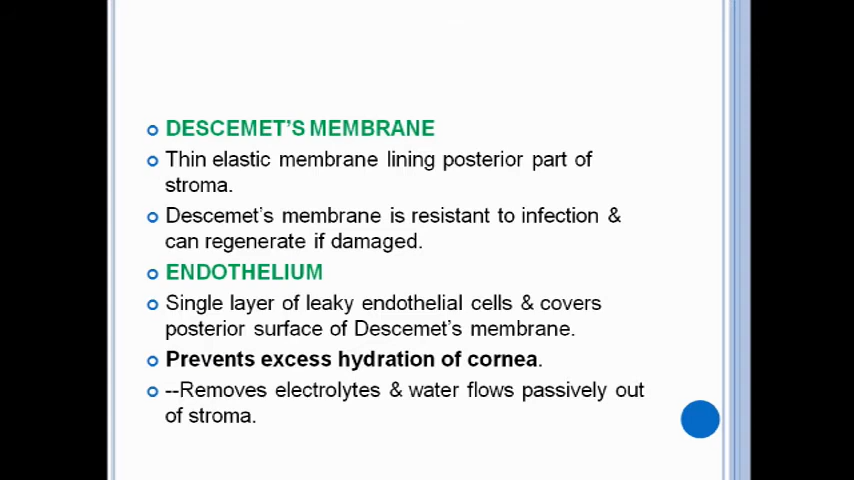 DESCEMET'S MEMBRANE
Thin elastic membrane lining posterior part of
stroma.
Descemet's membrane is resistant to infection &
can regenerate if damaged.
ENDOTHELIUM
Single layer of leaky endothelial cells & covers
posterior surface of Descemet's membrane.
Prevents excess hydration of cornea.
--Removes electrolytes & water flows passively out
of stroma.